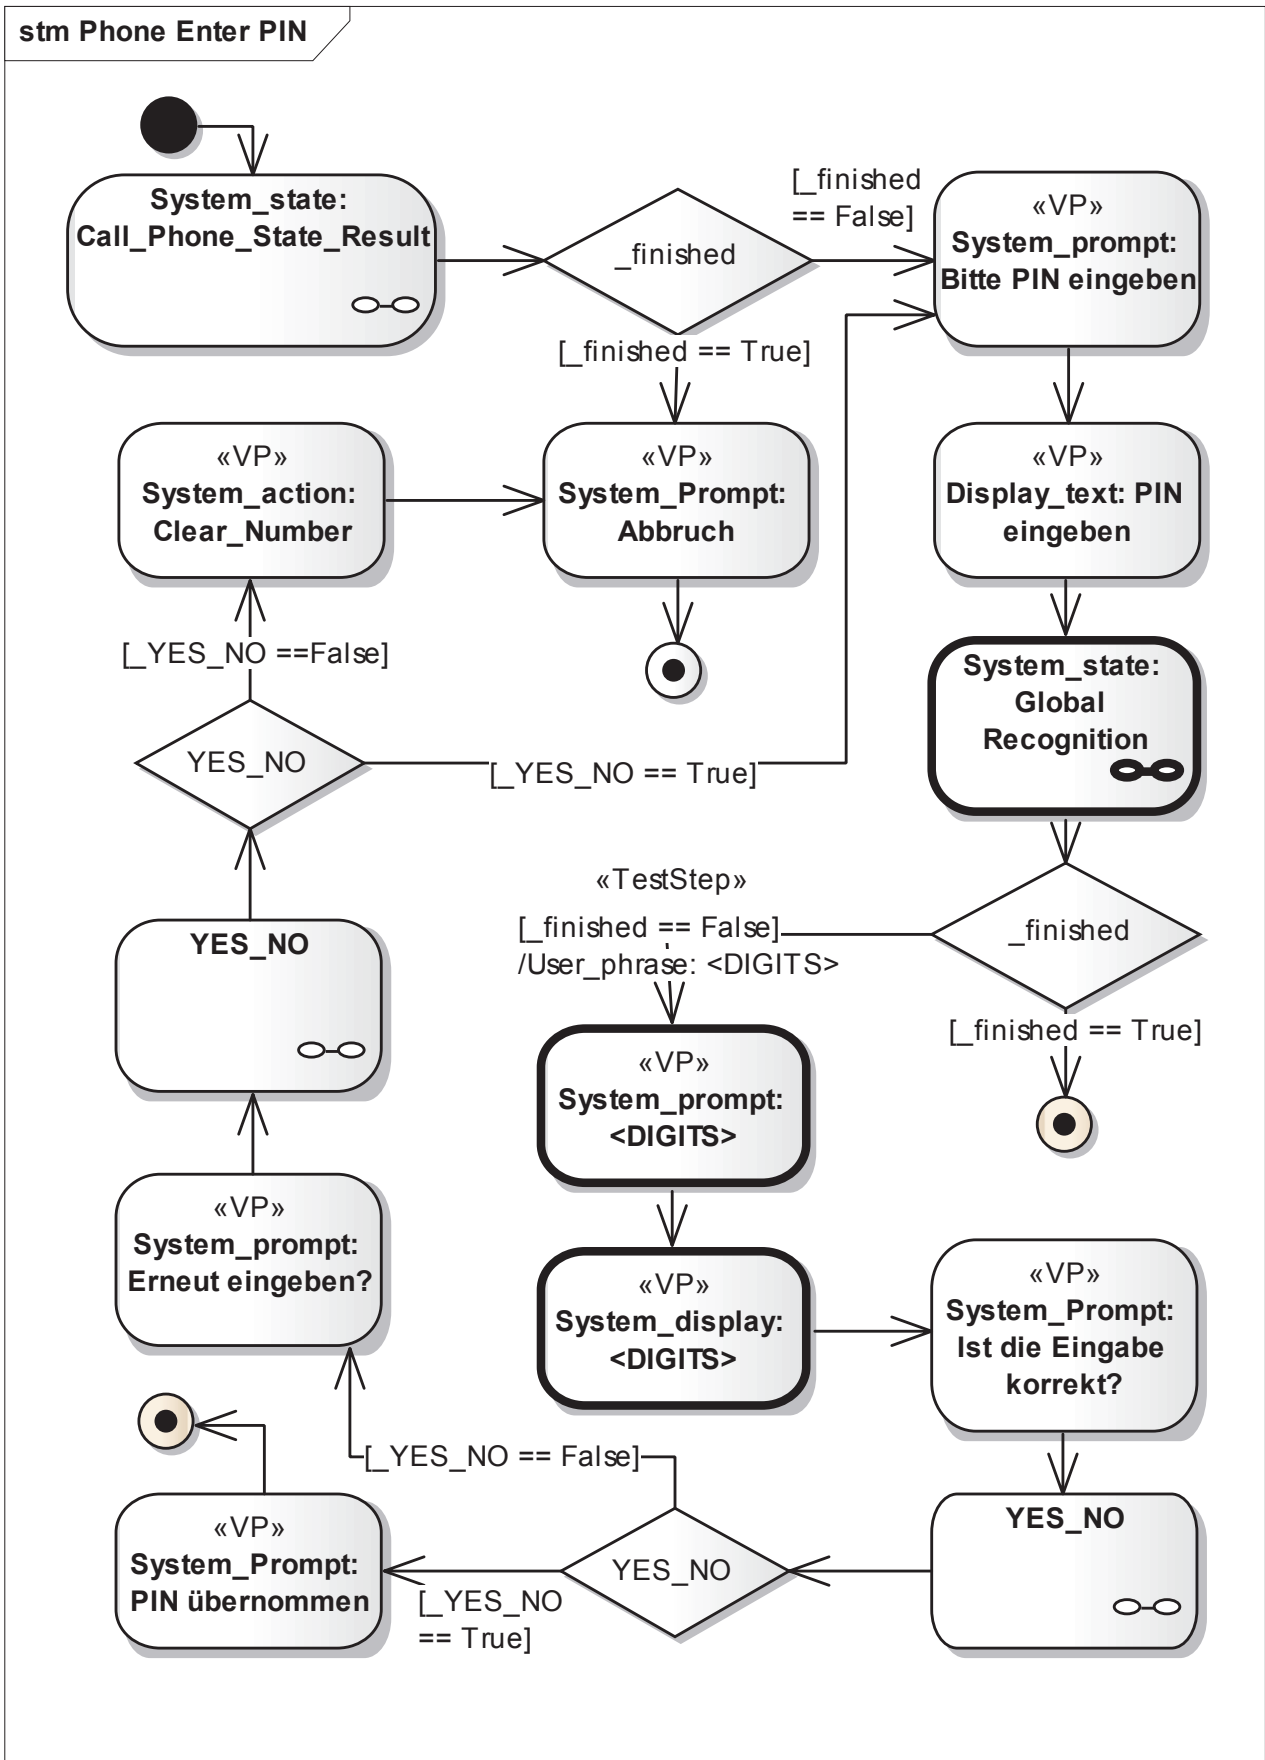 stm Phone Enter PIN
System_state:
Call_Phone_State_Result
_finished
[_finished
== False]
«VP»
System_prompt:
Bitte PIN eingeben
[_finished == True]
«VP»
System_action:
Clear_Number
«VP»
System_Prompt:
Abbruch
«VP»
Display_text: PIN
eingeben
[_YES_NO ==False]
System_state:
Global
Recognition
YES_NO
[_YES_NO == True]
«TestStep»
[_finished == False]
/User_phrase: <DIGITS>
_finished
YES_NO
[_finished == True]
«VP»
System_prompt:
<DIGITS>
«VP»
System_prompt:
Erneut eingeben?
«VP»
System_display:
<DIGITS>
«VP»
System_Prompt:
Ist die Eingabe
korrekt?
[_YES_NO == False]
«VP»
System_Prompt:
PIN übernommen
[_YES_NO
== True]
YES_NO
YES_NO